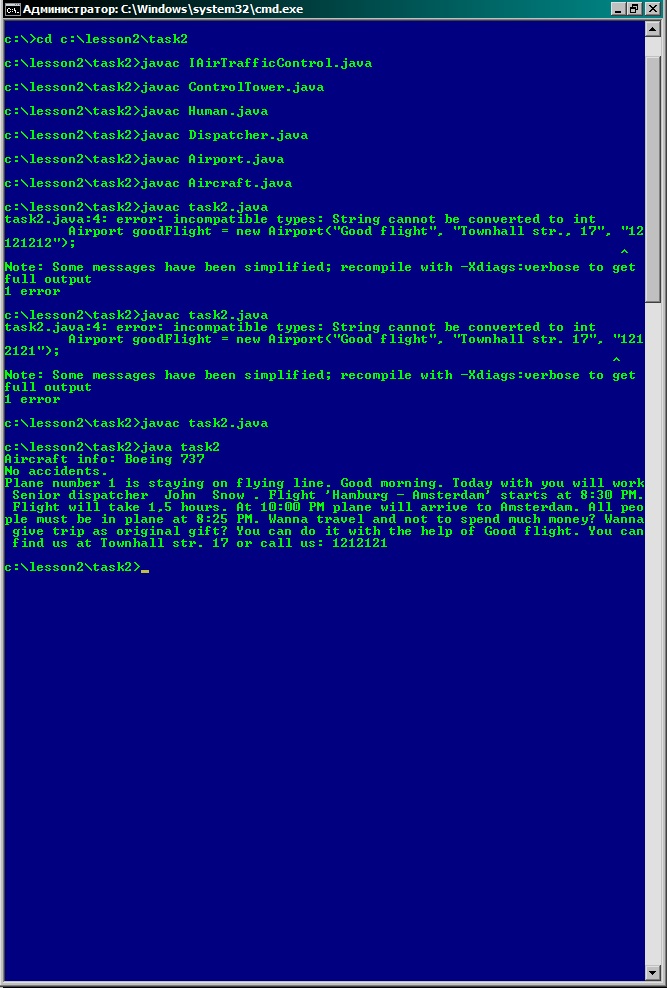 Администратор: C:\Windows\system32\cmd.exe
c:\>cd c:\lesson2\task2
c:\lesson2\task2>javac IAirTrafficControl.java
c:\lesson2\task2>javac ControlTower.java
c:\lesson2\task2>javac Human.java
c:\lesson2\task2>javac Dispatcher.java
c:\lesson2\task2>javac Airport.java
c:\lesson2\task2>javac Aircraft.java
c:\lesson2\task2>javac task2.java
task2.java:4: error: incompatible types: String cannot be converted to int
        Airport goodFlight = new Airport("Good flight", "Townhall str., 17", "12
121212");
                                                                             ^
Note: Some messages have been simplified; recompile with -Xdiags:verbose to get
full output
1 error
c:\lesson2\task2>javac task2.java
task2.java:4: error: incompatible types: String cannot be converted to int
        Airport goodFlight = new Airport("Good flight", "Townhall str. 17", "121
2121");
                                                                            ^
Note: Some messages have been simplified; recompile with -Xdiags:verbose to get
full output
1 error
c:\lesson2\task2>javac task2.java
c:\lesson2\task2>java task2
Aircraft info: Boeing 737
No accidents.
Plane number 1 is staying on flying line. Good morning. Today with you will work
 Senior dispatcher  John  Snow . Flight 'Hamburg - Amsterdam' starts at 8:30 PM.
 Flight will take 1,5 hours. At 10:00 PM plane will arrive to Amsterdam. All peo
ple must be in plane at 8:25 PM. Wanna travel and not to spend much money? Wanna
 give trip as original gift? You can do it with the help of Good flight. You can
 find us at Townhall str. 17 or call us: 1212121
c:\lesson2\task2>_